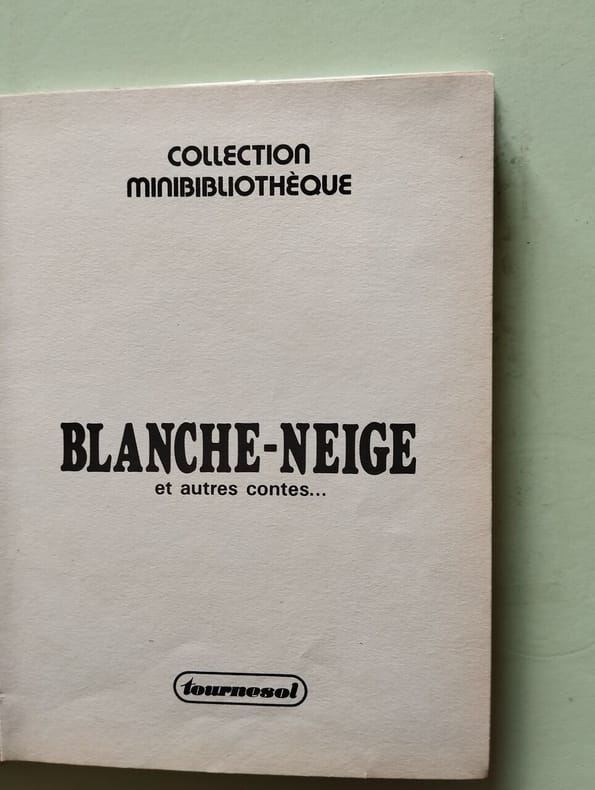 COLLECTION
MINIBIBLIOTHÈQUE
BLANCHE-NEIGE
et autres contes...
tournesol